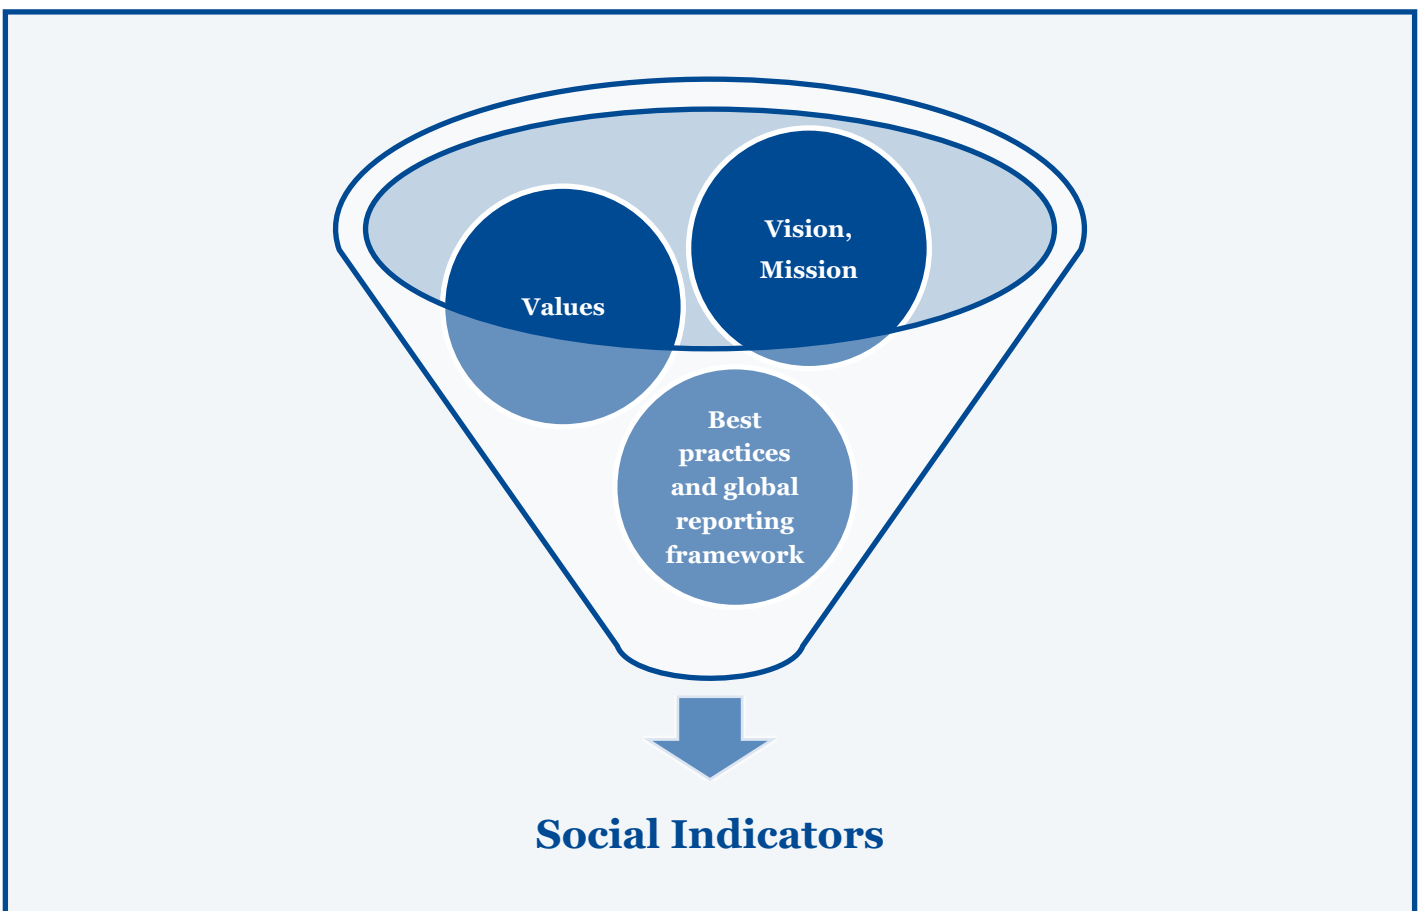 Vision,
Mission
Values
Best
practices
and global
reporting
framework
Social Indicators